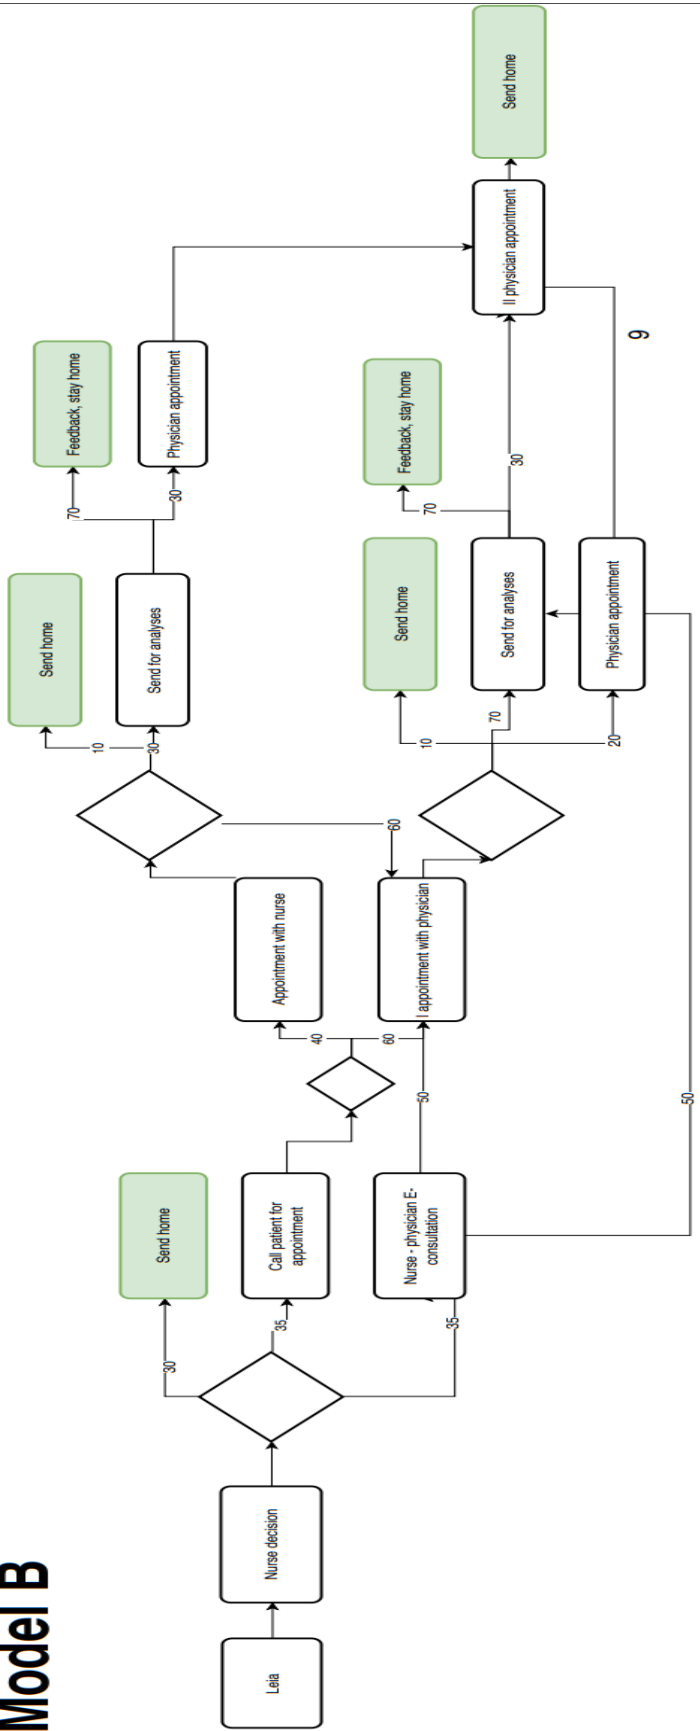 Model B
Leia
Nurse decision
30
35
35
Send home
Call patient for
appointment
Nurse - physician E-
consultation
40
60
50
50
Appointment with nurse
I appointment with physician
60
10
30
10
70
20
Send home
Send for analyses
Send home
Send for analyses
Physician appointment
70
30
70
30
Feedback, stay home
Physician appointment
Feedback, stay home
9
II physician appointment
Send home